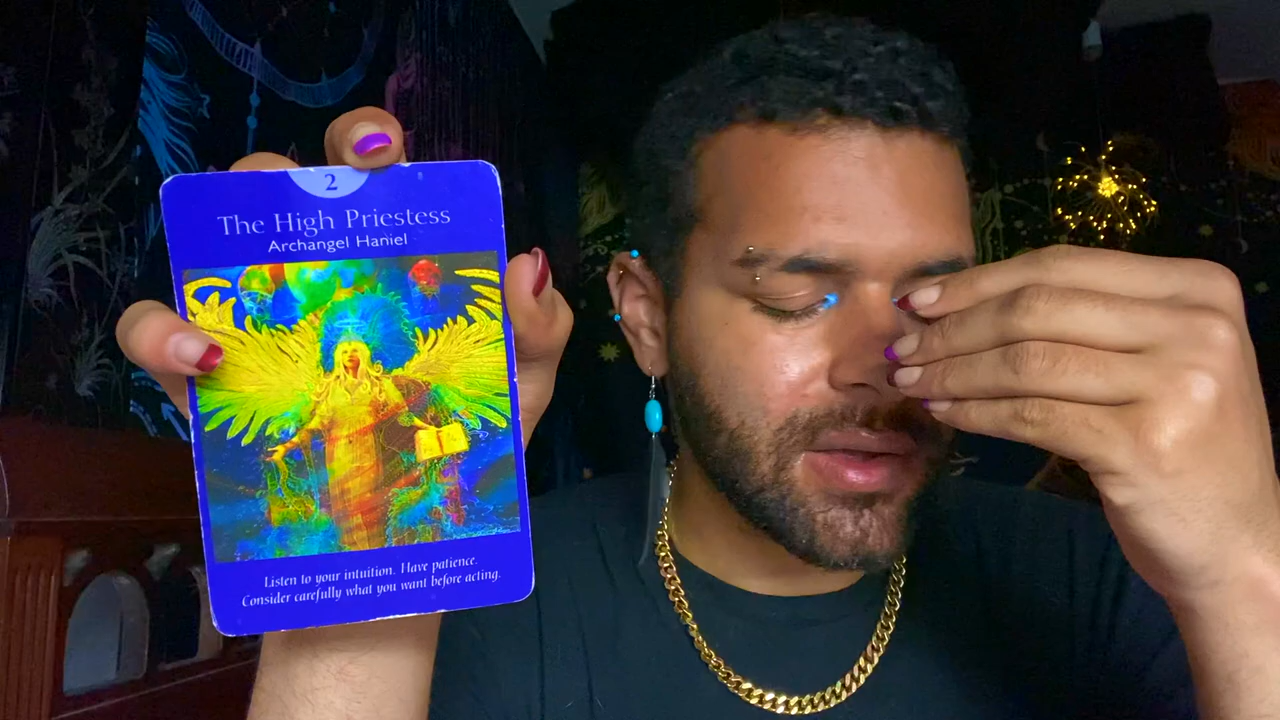 2
The High Priestess
Archangel Haniel
Listen to your intuition. Have patience.
Consider carefully what you want before acting.